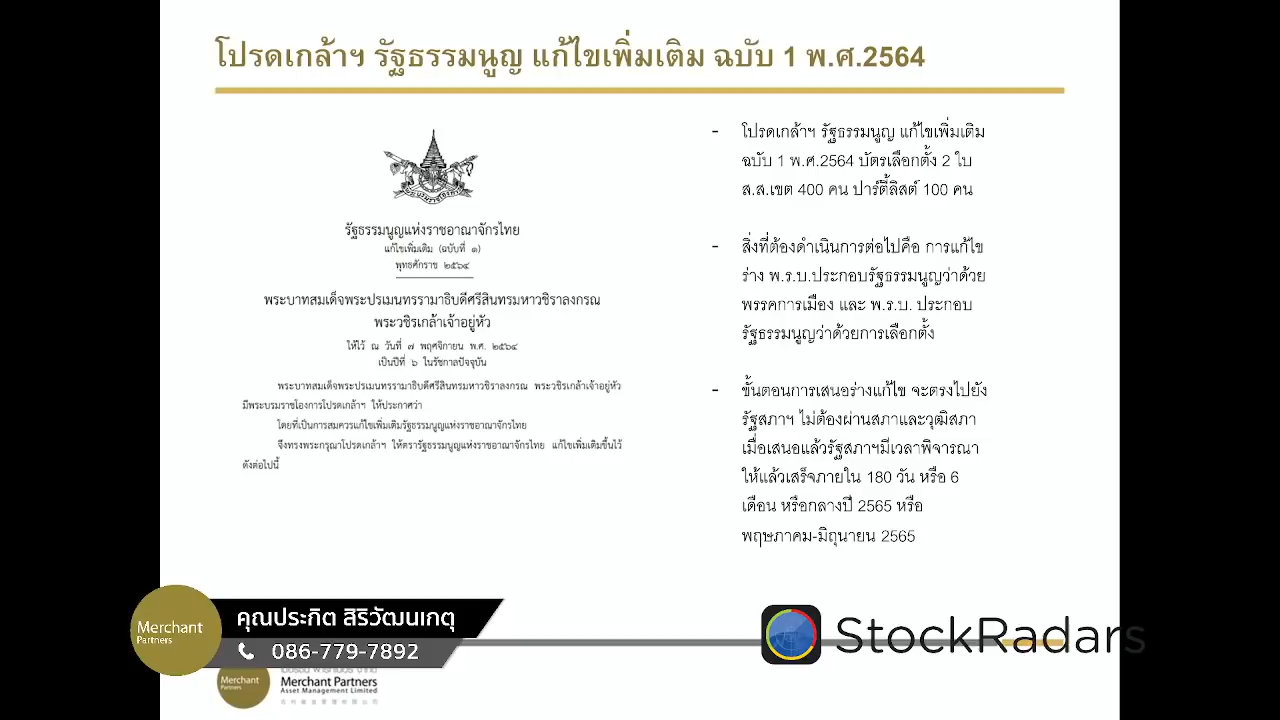 โปรดเกล้าฯ รัฐธรรมนูญ แก้ไขเพิ่มเติม ฉบับ 1 พ.ศ.2564
รัฐธรรมนูญแห่งราชอาณาจักรไทย
แก้ไขเพิ่มเติม (ฉบับที่ ๑)
พุทธศักราช ๒๕๖๔
พระบาทสมเด็จพระปรเมนทรรามาธิบดีศรีสินทรมหาวชิราลงกรณ
พระวชิรเกล้าเจ้าอยู่หัว
ให้ไว้ ณ วันที่ ๗ พฤศจิกายน พ.ศ. ๒๕๖๔
เป็นปีที่ ๖ ในรัชกาลปัจจุบัน
พระบาทสมเด็จพระปรเมนทรรามาธิบดีศรีสินทรมหาวชิราลงกรณ พระวชิรเกล้าเจ้าอยู่หัว
มีพระบรมราชโองการโปรดเกล้าฯ ให้ประกาศว่า
โดยที่เป็นการสมควรแก้ไขเพิ่มเติมรัฐธรรมนูญแห่งราชอาณาจักรไทย
จึงทรงพระกรุณาโปรดเกล้าฯ ให้ตรารัฐธรรมนูญแห่งราชอาณาจักรไทย แก้ไขเพิ่มเติมขึ้นไว้
ดังต่อไปนี้
- โปรดเกล้าฯ รัฐธรรมนูญ แก้ไขเพิ่มเติม
ฉบับ 1 พ.ศ.2564 บัตรเลือกตั้ง 2 ใบ
ส.ส.เขต 400 คน ปาร์ตี้ลิสต์ 100 คน
- สิ่งที่ต้องดำเนินการต่อไปคือ การแก้ไข
ร่าง พ.ร.บ.ประกอบรัฐธรรมนูญว่าด้วย
พรรคการเมือง และ พ.ร.บ. ประกอบ
รัฐธรรมนูญว่าด้วยการเลือกตั้ง
- ขั้นตอนการเสนอร่างแก้ไข จะตรงไปยัง
รัฐสภาฯ ไม่ต้องผ่านสภาและวุฒิสภา
เมื่อเสนอแล้วรัฐสภาฯมีเวลาพิจารณา
ให้แล้วเสร็จภายใน 180 วัน หรือ 6
เดือน หรือกลางปี 2565 หรือ
พฤษภาคม-มิถุนายน 2565
Merchant
Partners
คุณประกิต สิริวัฒนเกตุ
086-779-7892
StockRadars
Merchant
Partners
Merchant Partners
Asset Management Limited